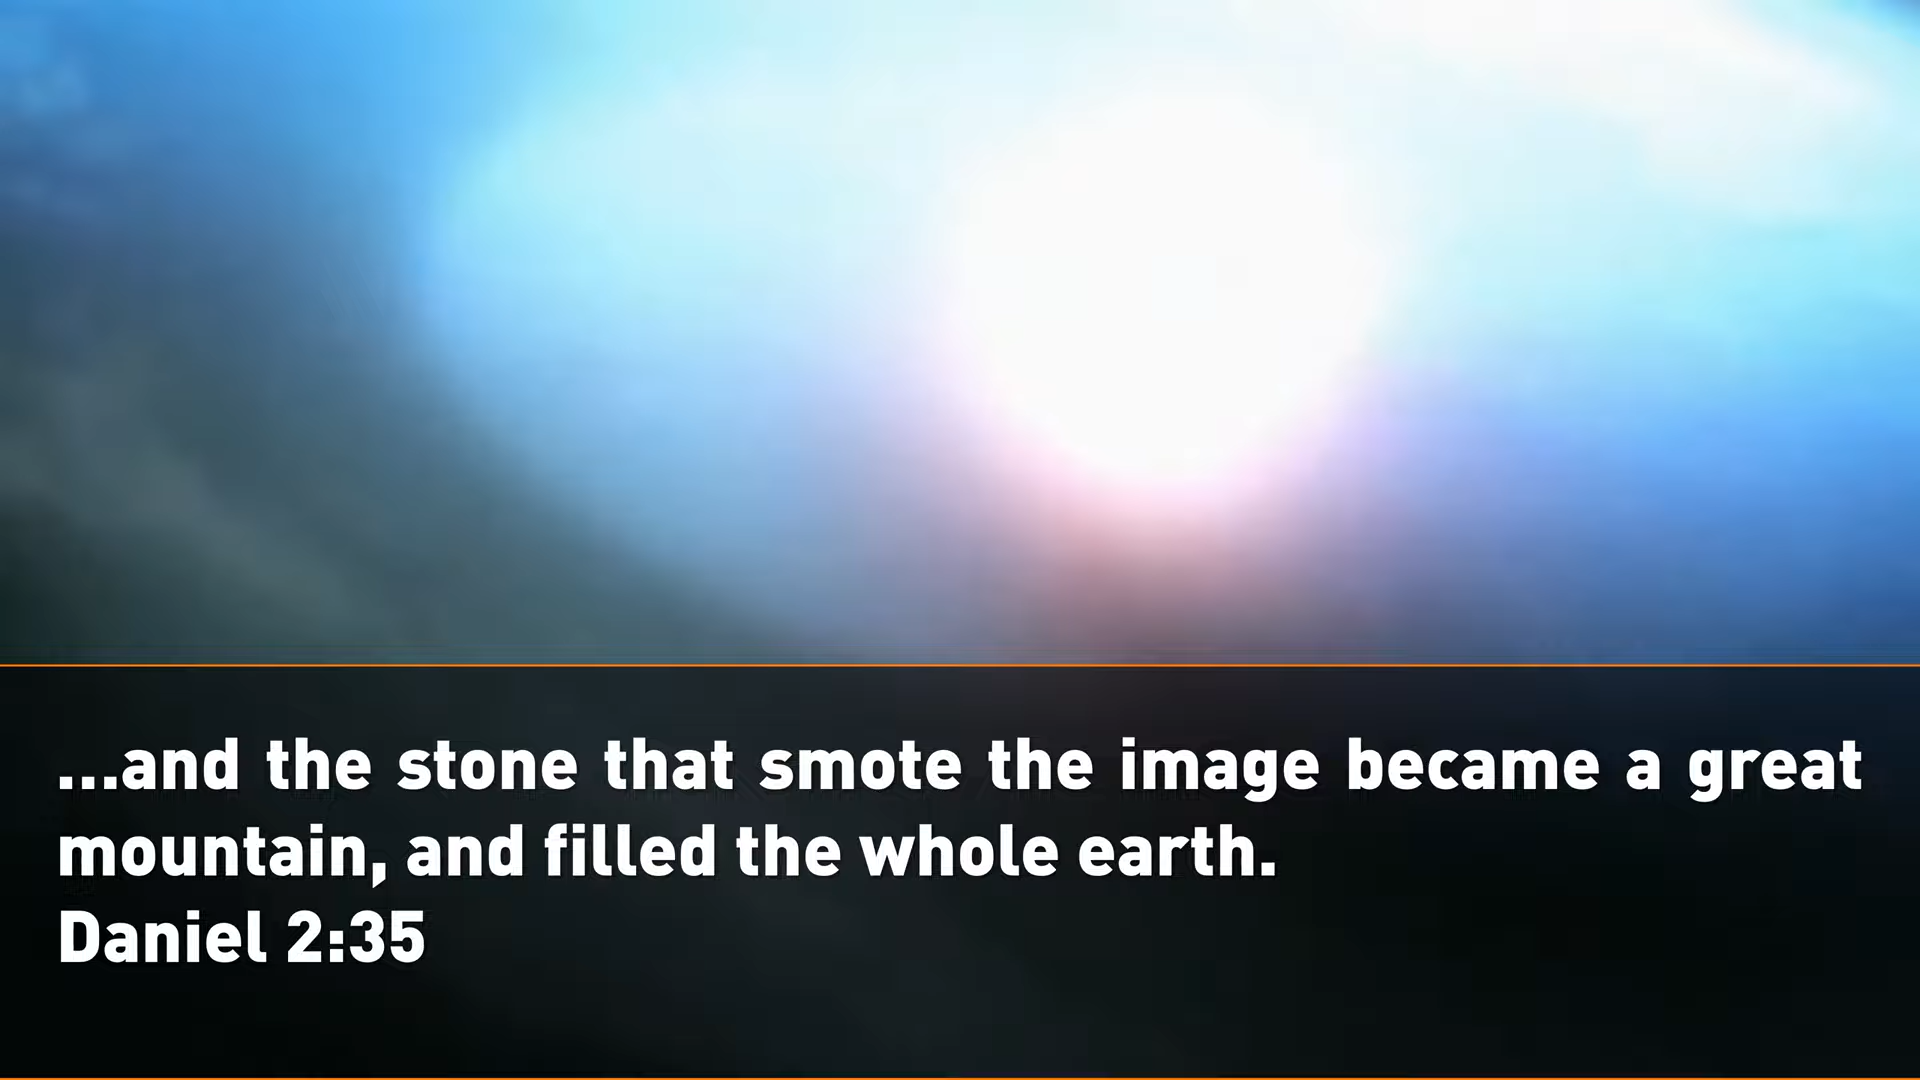 ...and the stone that smote the image became a great
mountain, and filled the whole earth.
Daniel 2:35